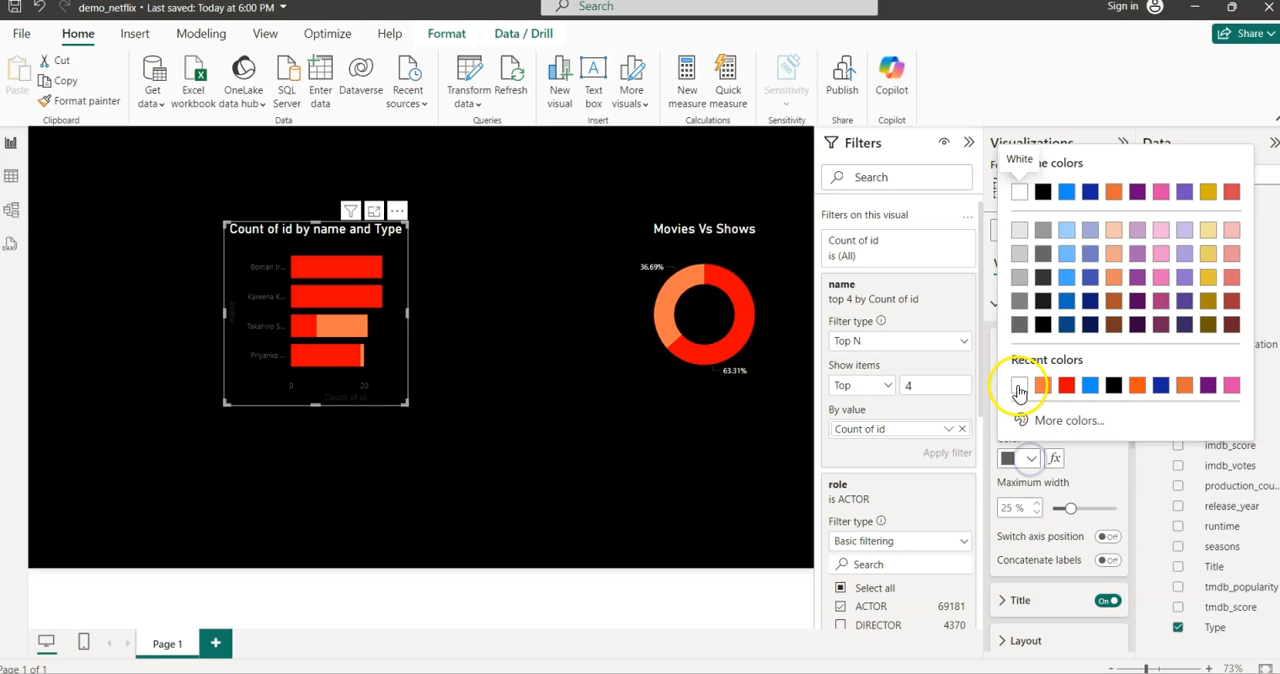 demo_netflix • Last saved: Today at 6:00 PM
Search
Sign in
File Home Insert Modeling View Optimize Help Format Data / Drill
Share
Paste
Cut
Copy
Format painter
Get data
Excel workbook
OneLake data hub
SQL Server
Enter data
Dataverse
Recent sources
Transform data
Refresh
New visual
Text box
More visuals
New measure
Quick measure
Sensitivity
Publish
Copilot
Clipboard
Data
Queries
Insert
Calculations
Sensitivity
Share
Copilot
Count of id by name and Type
name
Boman Ir...
Kareena K...
Takahiro S...
Priyanka ...
0 20
Count of id
Movies Vs Shows
36.69%
63.31%
Filters
Search
Filters on this visual
Count of id
is (All)
name
top 4 by Count of id
Filter type
Top N
Show items
Top 4
By value
Count of id
Apply filter
role
is ACTOR
Filter type
Basic filtering
Search
Select all
ACTOR 69181
DIRECTOR 4370
Visualizations
Data
White
Recent colors
More colors...
fx
Maximum width
25 %
Switch axis position Off
Concatenate labels Off
Title On
Layout
imdb_score
imdb_votes
production_cou...
release_year
runtime
seasons
Title
tmdb_popularity
tmdb_score
Type
DAX
Page 1
Page 1 of 1
73%